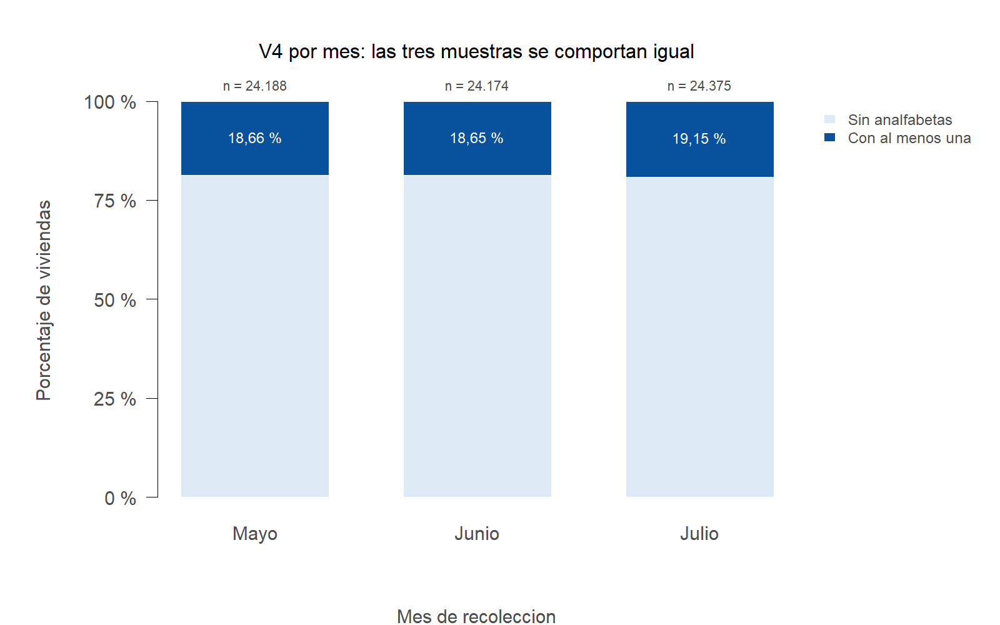 V4 por mes: las tres muestras se comportan igual
n = 24.188
n = 24.174
n = 24.375
100 %
75 %
50 %
25 %
0 %
Porcentaje de viviendas
18,66 %
18,65 %
19,15 %
Sin analfabetas
Con al menos una
Mayo
Junio
Julio
Mes de recoleccion